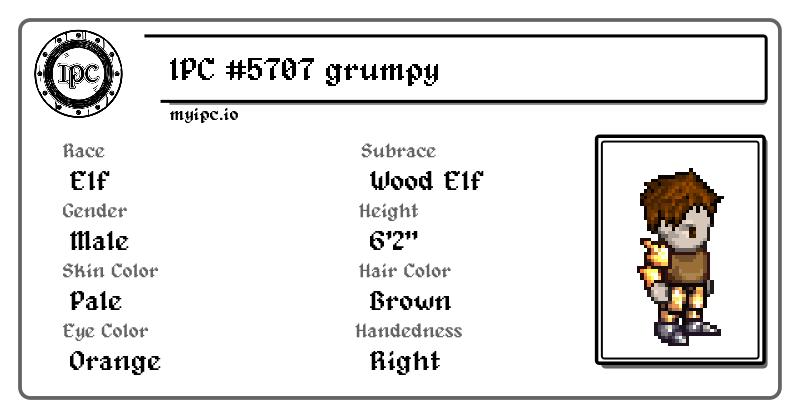 IPC
IPC #5707 grumpy
myipc.io
Race
Elf
Subrace
Wood Elf
Gender
Male
Height
6'2"
Skin Color
Pale
Hair Color
Brown
Eye Color
Orange
Handedness
Right